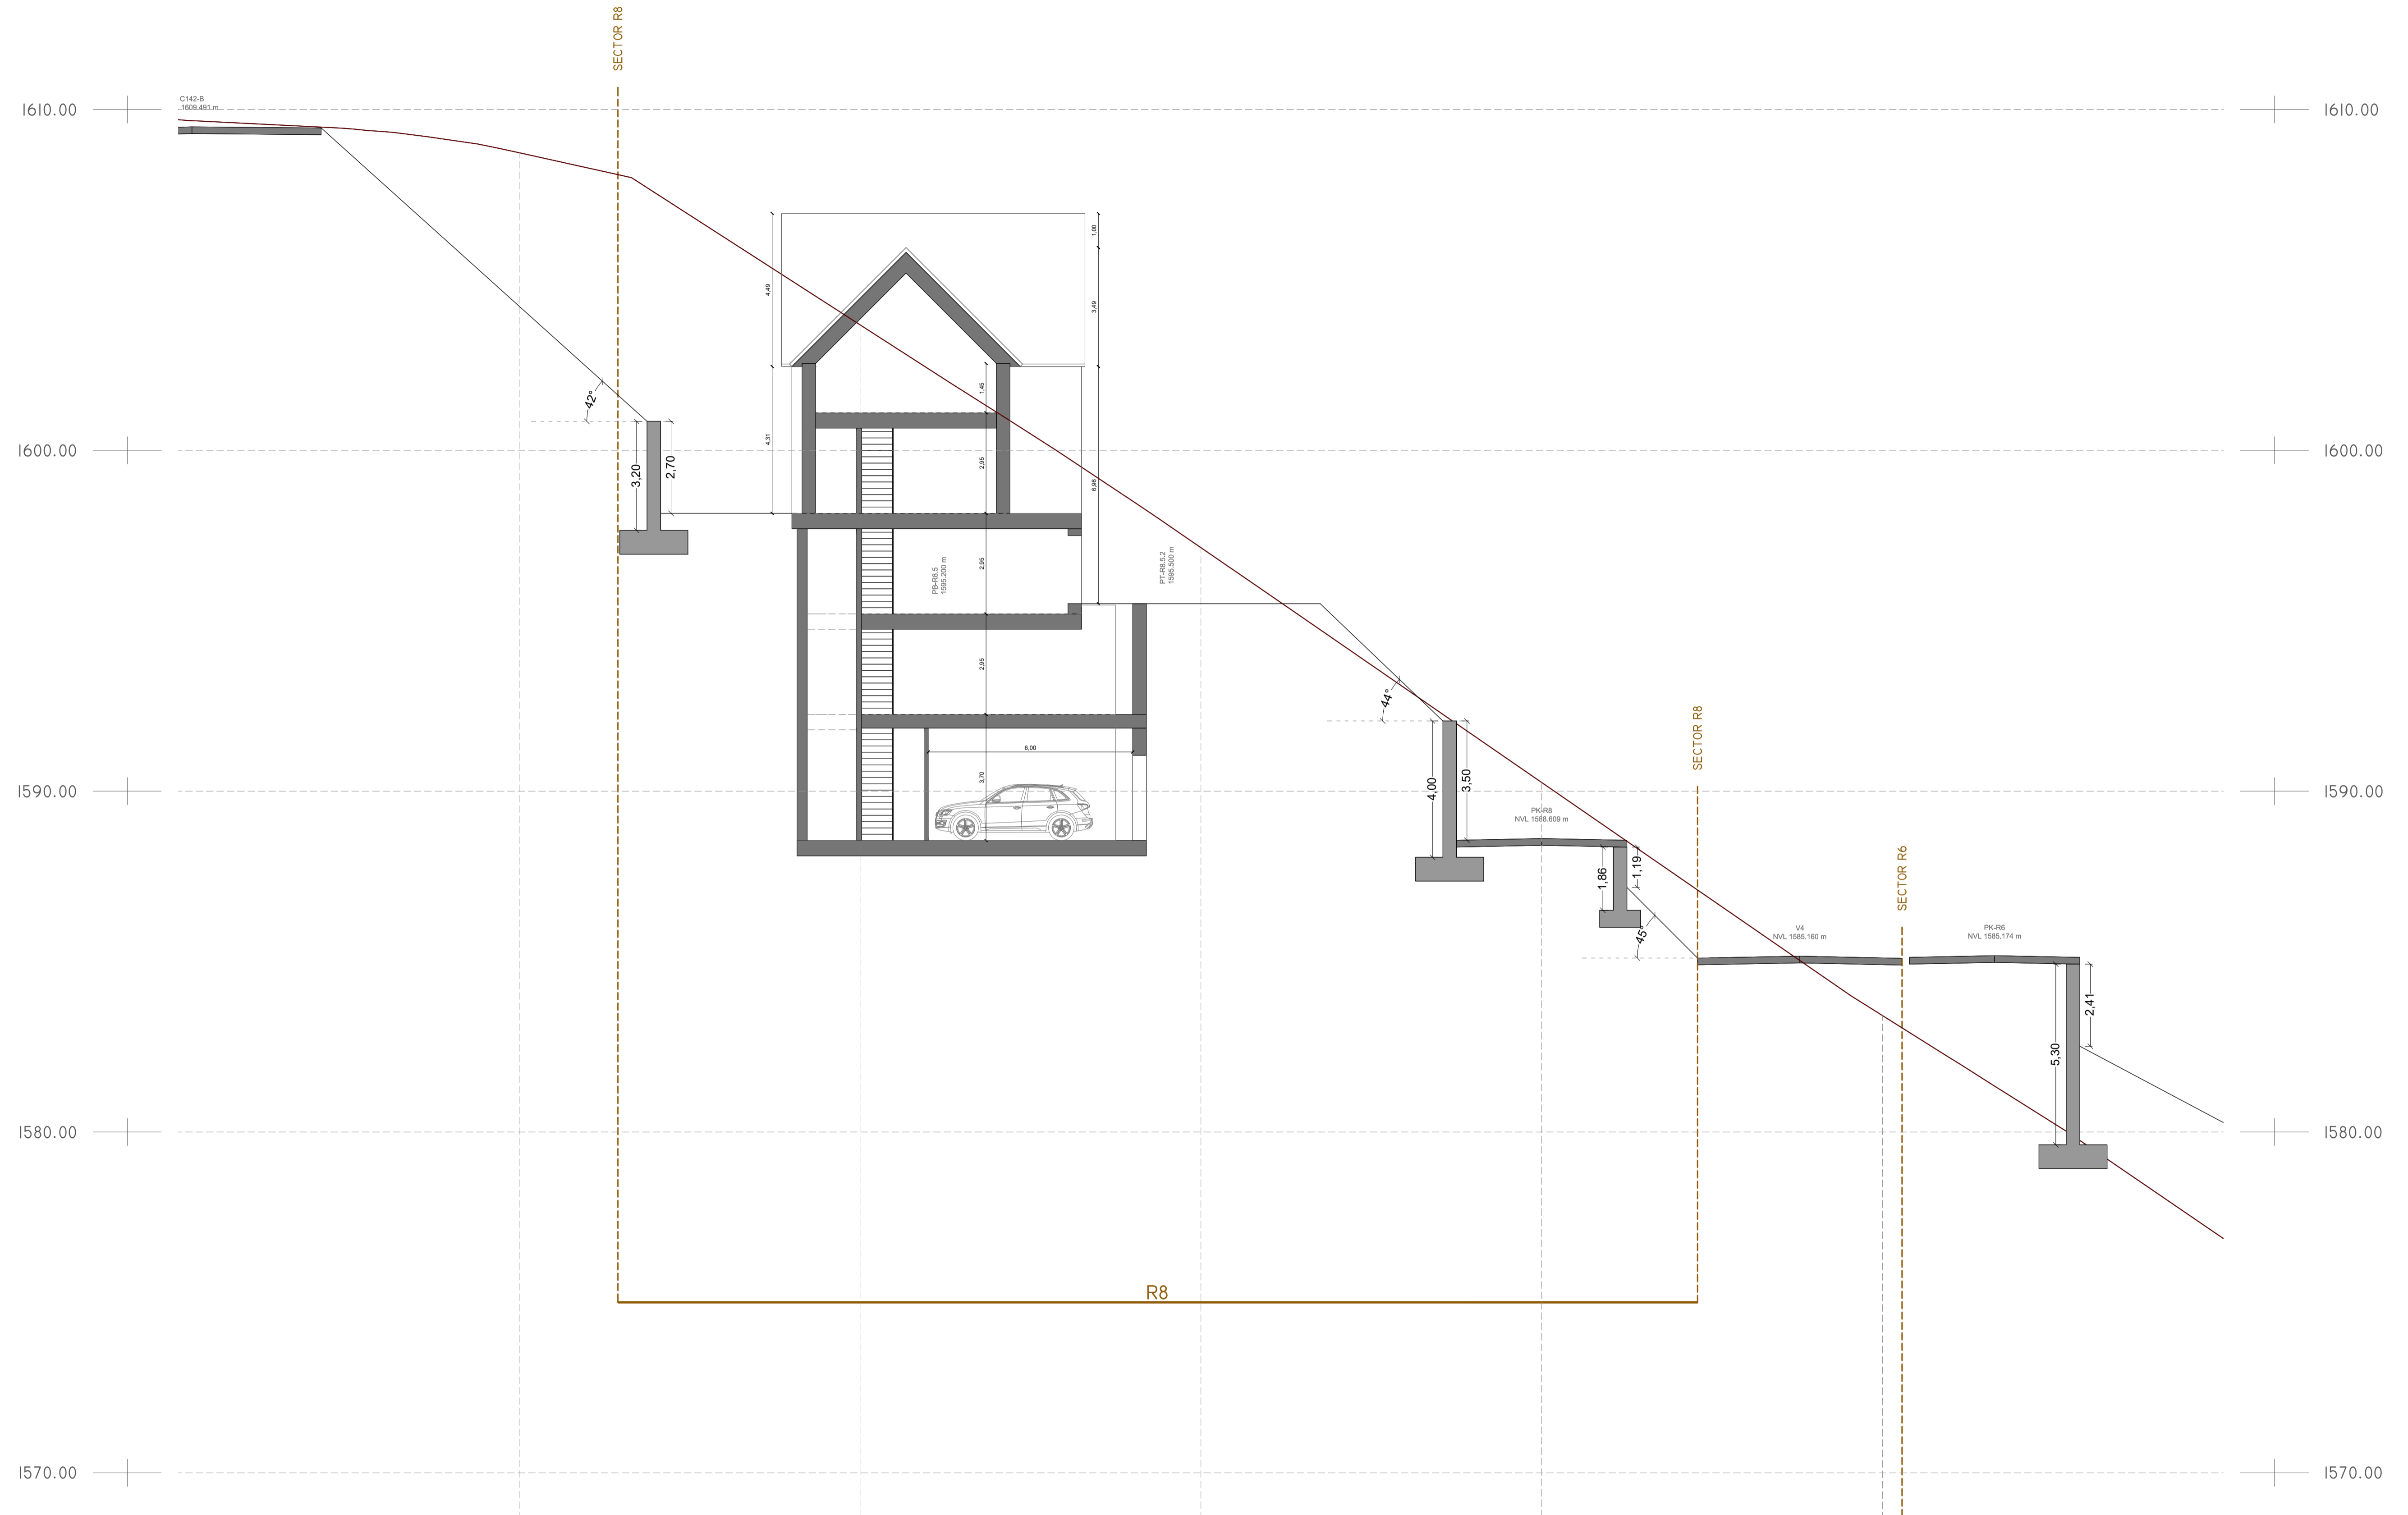 SECTOR R8
C142-B
1609.491 m
1610.00
1610.00
1,00
4,49
3,49
42°
1,45
3,20
2,70
4,31
2,95
6,96
1600.00
1600.00
PB-R8.5
1595.200 m
2,95
PT-R8.5.2
1595.500 m
2,95
44°
SECTOR R8
6,00
3,70
4,00
3,50
1590.00
1590.00
PK-R8
NVL 1588.609 m
1,86
1,19
45°
SECTOR R6
V4
NVL 1585.160 m
PK-R6
NVL 1585.174 m
2,41
5,30
1580.00
1580.00
R8
1570.00
1570.00